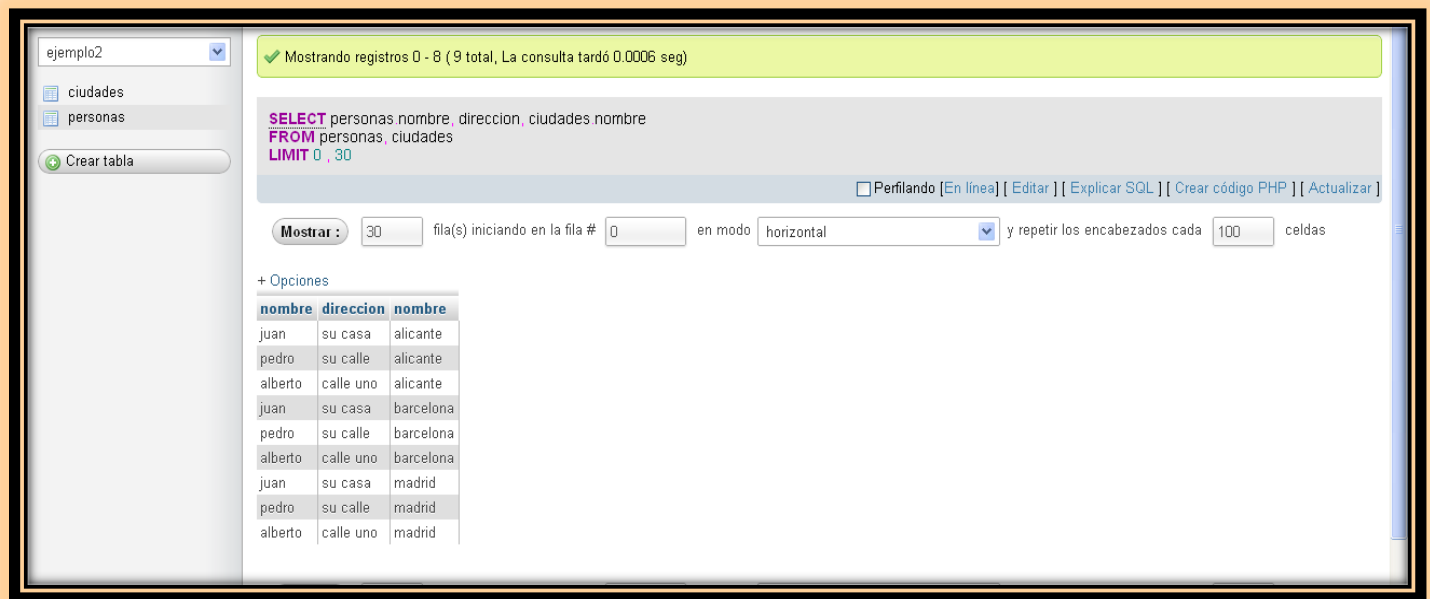 ejemplo2
ciudades
personas
Crear tabla
Mostrando registros 0 - 8 ( 9 total, La consulta tardó 0.0006 seg)
SELECT personas.nombre, direccion, ciudades.nombre
FROM personas, ciudades
LIMIT 0 , 30
Perfilando [En línea] [ Editar ] [ Explicar SQL ] [ Crear código PHP ] [ Actualizar ]
Mostrar : 30 fila(s) iniciando en la fila # 0 en modo horizontal y repetir los encabezados cada 100 celdas
+ Opciones
nombre direccion nombre
juan su casa alicante
pedro su calle alicante
alberto calle uno alicante
juan su casa barcelona
pedro su calle barcelona
alberto calle uno barcelona
juan su casa madrid
pedro su calle madrid
alberto calle uno madrid